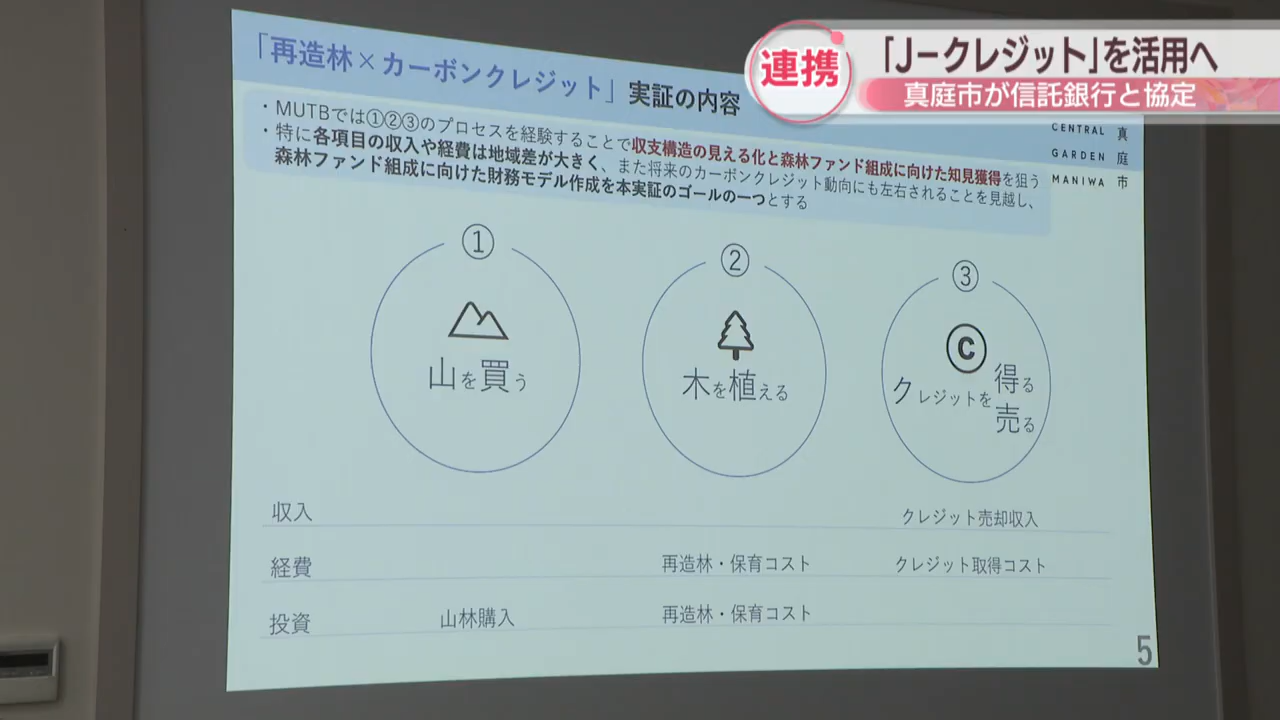 連携
「J-クレジット」を活用へ
真庭市が信託銀行と協定
「再造林×カーボンクレジット」実証の内容
CENTRAL
GARDEN
MANIWA
真庭市
・MUTBでは①②③のプロセスを経験することで収支構造の見える化と森林ファンド組成に向けた知見獲得を狙う
・特に各項目の収入や経費は地域差が大きく、また将来のカーボンクレジット動向にも左右されることを見越し、
森林ファンド組成に向けた財務モデル作成を本実証のゴールの一つとする
①
山を買う
②
木を植える
③
C
クレジットを得る
売る
収入 クレジット売却収入
経費 再造林・保育コスト クレジット取得コスト
投資 山林購入 再造林・保育コスト
5